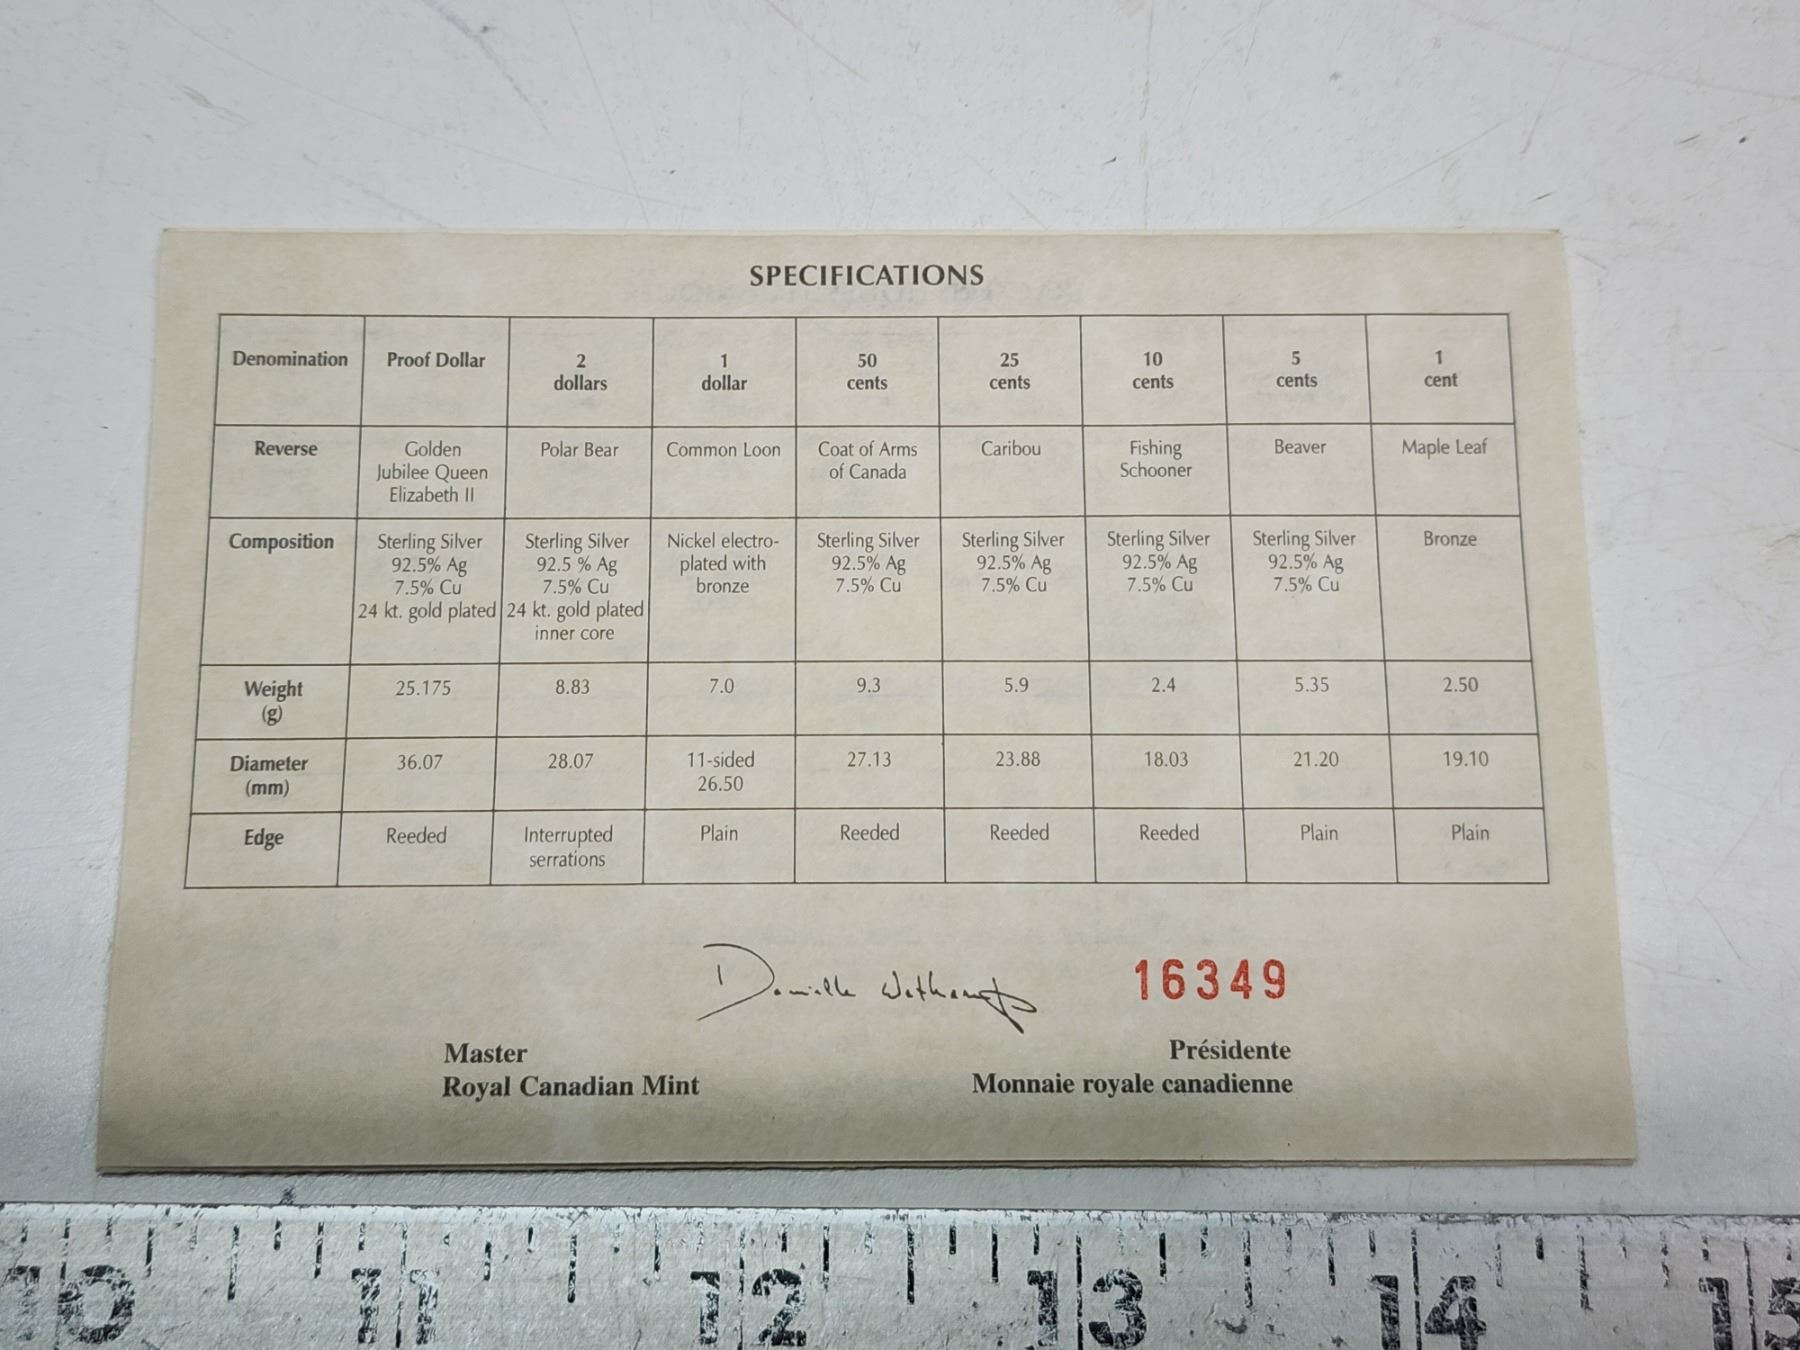 SPECIFICATIONS
Denomination Proof Dollar 2 dollars 1 dollar 50 cents 25 cents 10 cents 5 cents 1 cent
Reverse Golden Jubilee Queen Elizabeth II Polar Bear Common Loon Coat of Arms of Canada Caribou Fishing Schooner Beaver Maple Leaf
Composition Sterling Silver 92.5% Ag 7.5% Cu 24 kt. gold plated Sterling Silver 92.5 % Ag 7.5% Cu 24 kt. gold plated inner core Nickel electro-plated with bronze Sterling Silver 92.5% Ag 7.5% Cu Sterling Silver 92.5% Ag 7.5% Cu Sterling Silver 92.5% Ag 7.5% Cu Sterling Silver 92.5% Ag 7.5% Cu Bronze
Weight (g) 25.175 8.83 7.0 9.3 5.9 2.4 5.35 2.50
Diameter (mm) 36.07 28.07 11-sided 26.50 27.13 23.88 18.03 21.20 19.10
Edge Reeded Interrupted serrations Plain Reeded Reeded Reeded Plain Plain
Danielle 16349
Master Présidente
Royal Canadian Mint Monnaie royale canadienne
10 11 12 13 14 15